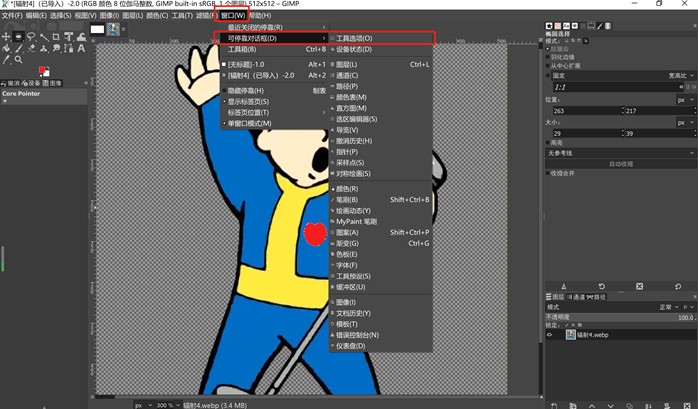 *[辐射4]（已导入）-2.0 (RGB 颜色 8 位伽马整数, GIMP built-in sRGB, 1 个图层) 512x512 – GIMP
文件(F) 编辑(E) 选择(S) 视图(V) 图像(I) 图层(L) 颜色(C) 工具(T) 滤镜(R) 窗口(W) 帮助(H)
最近关闭的停靠(R)
可停靠对话框(D)
工具箱(B) Ctrl+B
[无标题]-1.0 Alt+1
[辐射4]（已导入）-2.0 Alt+2
隐藏停靠(H) 制表
显示标签页(S)
标签页位置(T)
单窗口模式(M)
工具选项(O)
设备状态(D)
图层(L) Ctrl+L
通道(C)
路径(P)
颜色表(M)
直方图(M)
选区编辑器(S)
导览(V)
撤消历史(H)
指针(P)
采样点(S)
对称绘画(S)
颜色(R)
笔刷(B) Shift+Ctrl+B
绘画动态(Y)
MyPaint 笔刷
图案(A) Shift+Ctrl+P
渐变(G) Ctrl+G
色板(E)
字体(F)
工具预设(S)
缓冲区(U)
图像(I)
文档历史(Y)
模板(T)
错误控制台(N)
仪表盘(D)
撤消 设备 图像
Core Pointer
椭圆选择
模式:
抗锯齿
羽化边缘
从中心扩展
固定 宽高比
1:1
位置: px
263 217
大小: px
29 39
高亮
无参考线
自动收缩
收缩合并
图层 通道 路径
模式 正常
不透明度 100.0
锁定:
辐射4.webp
px 300 % 辐射4.webp (3.4 MB)